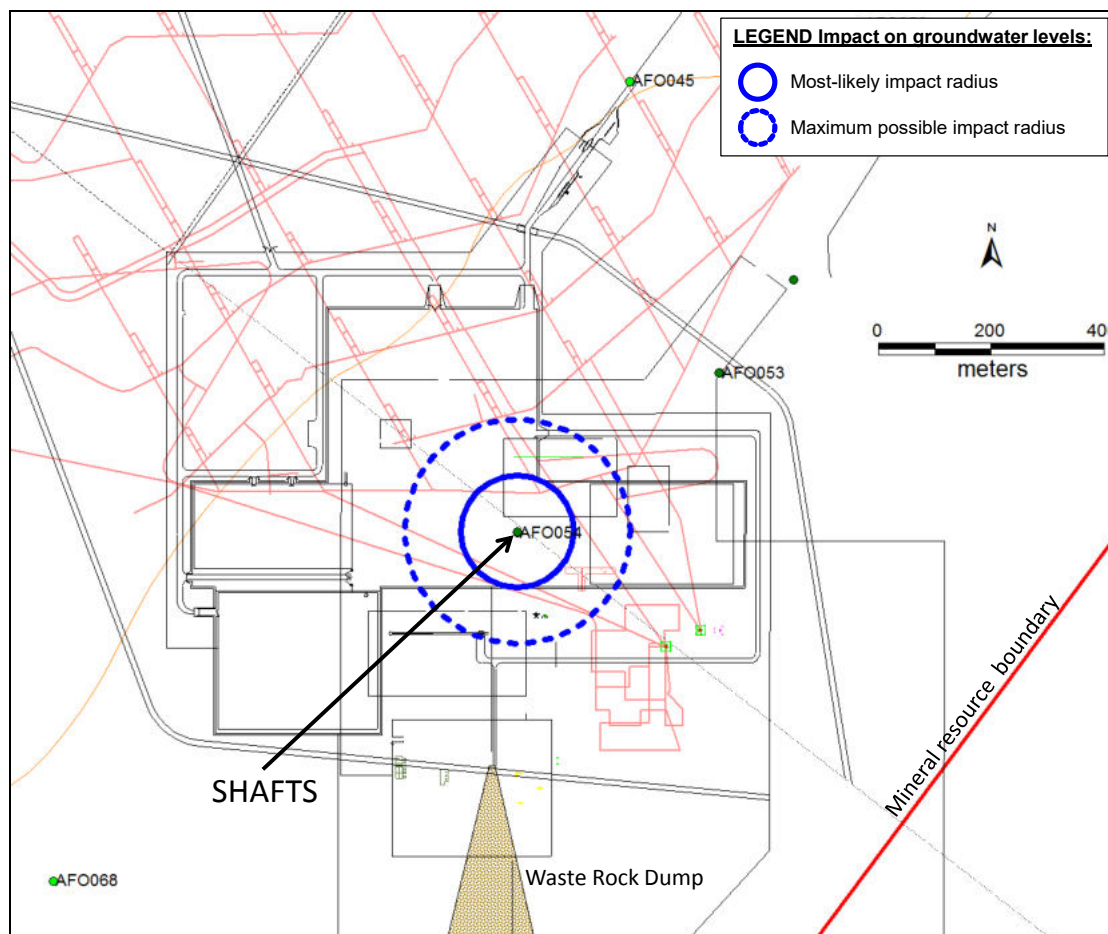 LEGEND Impact on groundwater levels:
Most-likely impact radius
Maximum possible impact radius
AFO045
N
0 200 40
meters
AFO053
AFO054
SHAFTS
Mineral resource boundary
AFO068
Waste Rock Dump